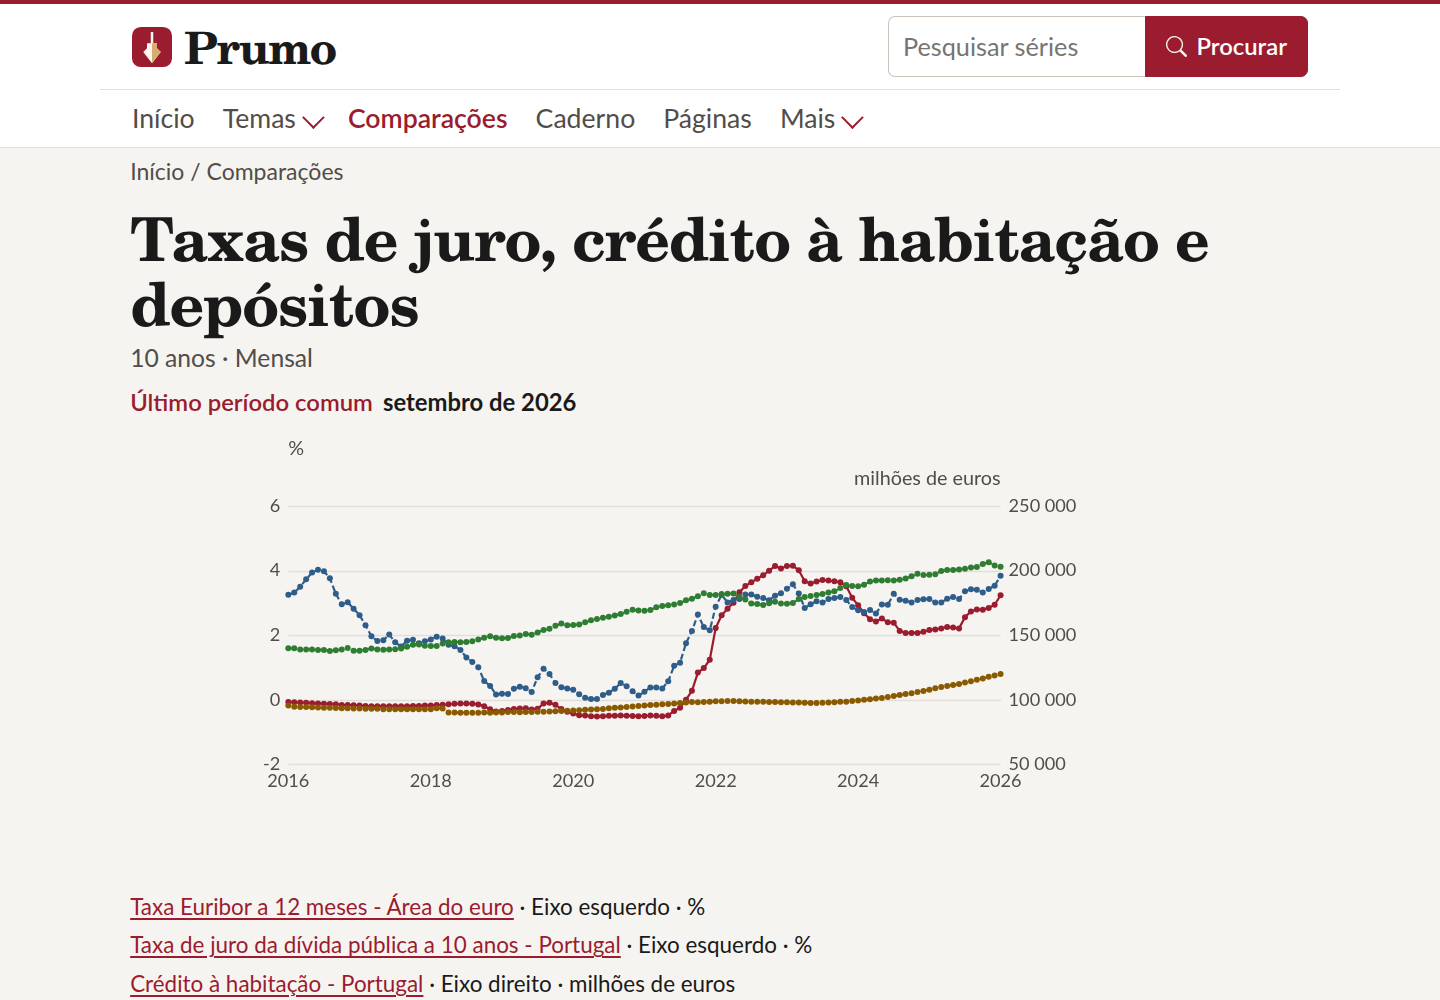 Prumo
Pesquisar séries
Procurar
Início
Temas
Comparações
Caderno
Páginas
Mais
Início / Comparações
Taxas de juro, crédito à habitação e
depósitos
10 anos · Mensal
Último período comum setembro de 2026
%
milhões de euros
6
250 000
4
200 000
2
150 000
0
100 000
-2
50 000
2016
2018
2020
2022
2024
2026
Taxa Euribor a 12 meses - Área do euro · Eixo esquerdo · %
Taxa de juro da dívida pública a 10 anos - Portugal · Eixo esquerdo · %
Crédito à habitação - Portugal · Eixo direito · milhões de euros